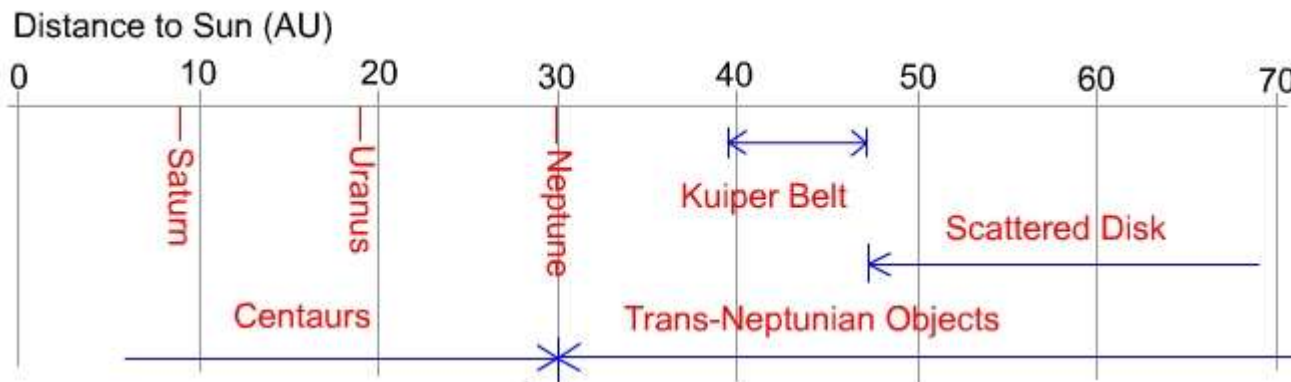 Distance to Sun (AU)
0 10 20 30 40 50 60 70
Saturn
Uranus
Neptune
Kuiper Belt
Scattered Disk
Centaurs
Trans-Neptunian Objects